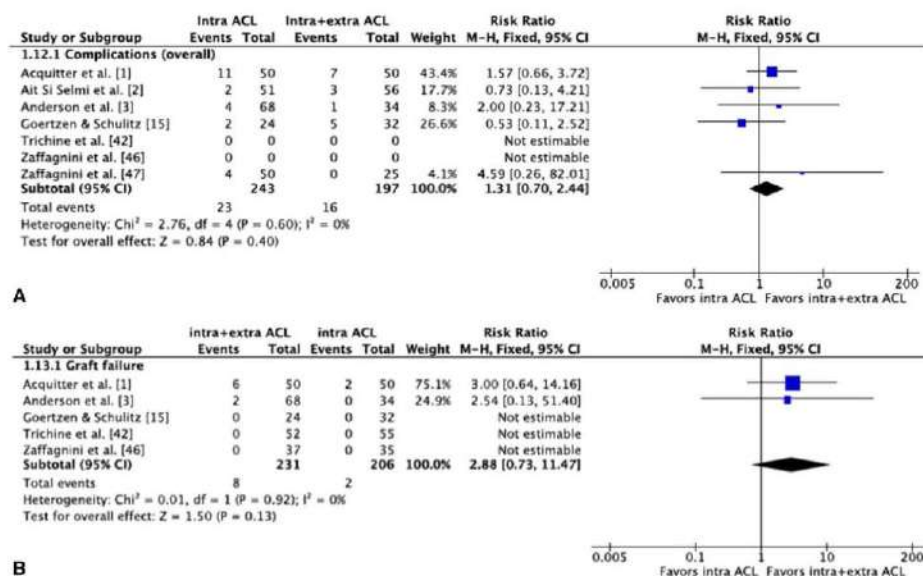 Intra ACL Intra+extra ACL Risk Ratio Risk Ratio
Study or Subgroup Events Total Events Total Weight M-H, Fixed, 95% CI M-H, Fixed, 95% CI
1.12.1 Complications (overall)
Acquitter et al. [1] 11 50 7 50 43.4% 1.57 [0.66, 3.72]
Ait Si Selmi et al. [2] 2 51 3 56 17.7% 0.73 [0.13, 4.21]
Anderson et al. [3] 4 68 1 34 8.3% 2.00 [0.23, 17.21]
Goertzen & Schulitz [15] 2 24 5 32 26.6% 0.53 [0.11, 2.52]
Trichine et al. [42] 0 0 0 0 Not estimable
Zaffagnini et al. [46] 0 0 0 0 Not estimable
Zaffagnini et al. [47] 4 50 0 25 4.1% 4.59 [0.26, 82.01]
Subtotal (95% CI) 243 197 100.0% 1.31 [0.70, 2.44]
Total events 23 16
Heterogeneity: Chi² = 2.76, df = 4 (P = 0.60); I² = 0%
Test for overall effect: Z = 0.84 (P = 0.40)
0.005 0.1 1 10 200
A Favors intra ACL Favors intra+extra ACL
intra+extra ACL intra ACL Risk Ratio Risk Ratio
Study or Subgroup Events Total Events Total Weight M-H, Fixed, 95% CI M-H, Fixed, 95% CI
1.13.1 Graft failure
Acquitter et al. [1] 6 50 2 50 75.1% 3.00 [0.64, 14.16]
Anderson et al. [3] 2 68 0 34 24.9% 2.54 [0.13, 51.40]
Goertzen & Schulitz [15] 0 24 0 32 Not estimable
Trichine et al. [42] 0 52 0 55 Not estimable
Zaffagnini et al. [46] 0 37 0 35 Not estimable
Subtotal (95% CI) 231 206 100.0% 2.88 [0.73, 11.47]
Total events 8 2
Heterogeneity: Chi² = 0.01, df = 1 (P = 0.92); I² = 0%
Test for overall effect: Z = 1.50 (P = 0.13)
0.005 0.1 1 10 200
B Favors intra ACL Favors intra+extra ACL